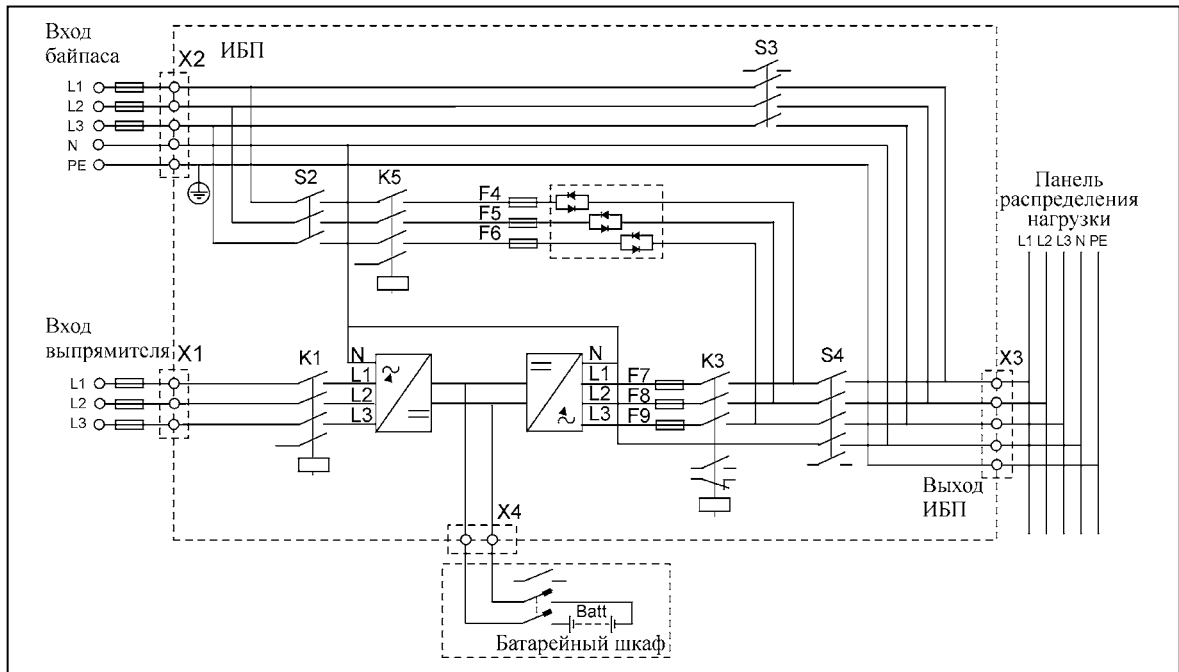 Вход
байпаса
X2
ИБП
S3
L1
L2
L3
N
PE
S2
K5
F4
F5
F6
Панель
распределения
нагрузки
L1 L2 L3 N PE
Вход
выпрямителя
X1
K1
N
L1
L2
L3
N
L1
L2
L3
F7
F8
F9
K3
S4
X3
L1
L2
L3
Выход
ИБП
X4
Batt
Батарейный шкаф